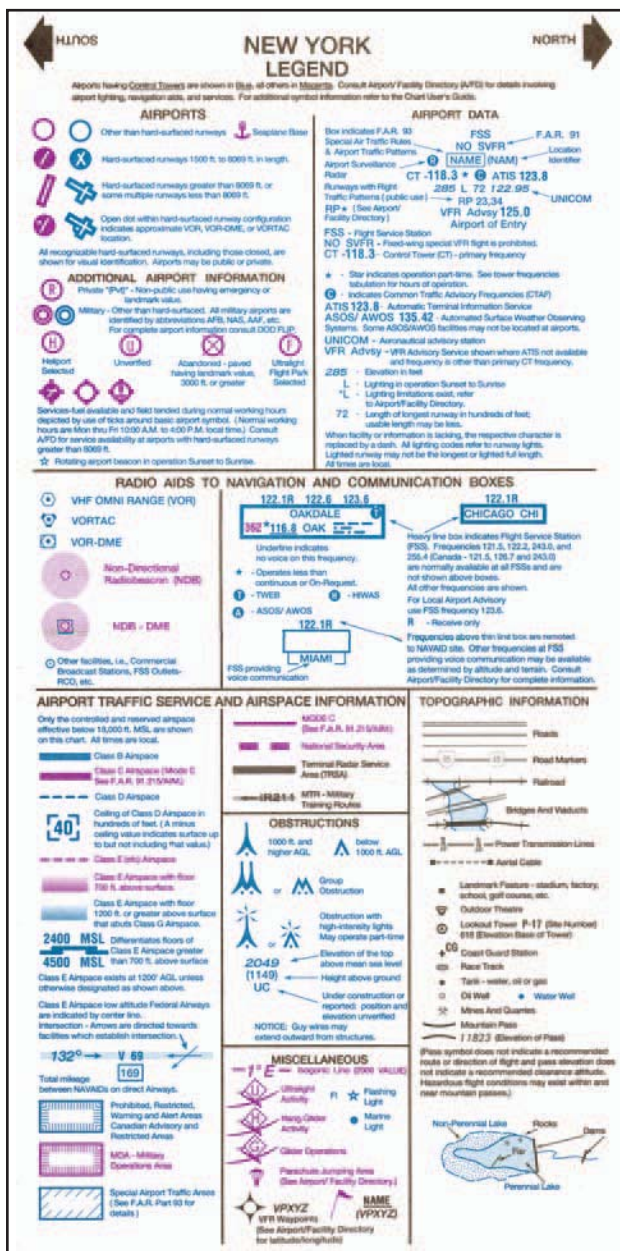 SOUTH
NEW YORK
NORTH
LEGEND
Airports having Control Towers are shown in Blue, all others in Magenta. Consult Airport/ Facility Directory (A/FD) for details involving
airport lighting, navigation aids, and services. For additional symbol information refer to the Chart User's Guide.
AIRPORTS
Other than hard-surfaced runways
Seaplane Base
Hard-surfaced runways 1500 ft. to 8069 ft. in length.
Hard-surfaced runways greater than 8069 ft. or
some multiple runways less than 8069 ft.
Open dot within hard-surfaced runway configuration
indicates approximate VOR, VOR-DME, or VORTAC
location.
All recognizable hard-surfaced runways, including those closed, are
shown for visual identification. Airports may be public or private.
ADDITIONAL AIRPORT INFORMATION
R
Private "(Pvt)" - Non-public use having emergency or
landmark value.
Military - Other than hard-surfaced. All military airports are
identified by abbreviations AFB, NAS, AAF, etc.
For complete airport information consult DOD FLIP.
H
U
F
Heliport
Selected
Unverified
Abandoned - paved
having landmark value,
3000 ft. or greater
Ultralight
Flight Park
Selected
Services-fuel available and field tended during normal working hours
depicted by use of ticks around basic airport symbol. (Normal working
hours are Mon thru Fri 10:00 A.M. to 4:00 P.M. local time.) Consult
A/FD for service availability at airports with hard-surfaced runways
greater than 8069 ft.
Rotating airport beacon in operation Sunset to Sunrise.
AIRPORT DATA
Box indicates F.A.R. 93
Special Air Traffic Rules
& Airport Traffic Patterns
FSS
NO SVFR
F.A.R. 91
Airport Surveillance
Radar
R
NAME (NAM)
Location
Identifier
CT - 118.3 * C ATIS 123.8
Runways with Right
Traffic Patterns ( public use )
285 L 72 122.95
UNICOM
RP 23,34
RP * ( See Airport/
Facility Directory )
VFR Advsy 125.0
Airport of Entry
FSS - Flight Service Station
NO SVFR - Fixed-wing special VFR flight is prohibited.
CT - 118.3 - Control Tower (CT) - primary frequency
* - Star indicates operation part-time. See tower frequencies
tabulation for hours of operation.
C - Indicates Common Traffic Advisory Frequencies (CTAF)
ATIS 123.8 - Automatic Terminal Information Service
ASOS/ AWOS 135.42 - Automated Surface Weather Observing
Systems. Some ASOS/AWOS facilities may not be located at airports.
UNICOM - Aeronautical advisory station
VFR Advsy - VFR Advisory Service shown where ATIS not available
and frequency is other than primary CT frequency.
285 - Elevation in feet
L - Lighting in operation Sunset to Sunrise
*L - Lighting limitations exist, refer
to Airport/Facility Directory.
72 - Length of longest runway in hundreds of feet;
usable length may be less.
When facility or information is lacking, the respective character is
replaced by a dash. All lighting codes refer to runway lights.
Lighted runway may not be the longest or lighted full length.
All times are local.
RADIO AIDS TO NAVIGATION AND COMMUNICATION BOXES
VHF OMNI RANGE (VOR)
VORTAC
VOR-DME
Non-Directional
Radiobeacon (NDB)
NDB - DME
Other facilities, i.e., Commercial
Broadcast Stations, FSS Outlets-
RCO, etc.
122.1R 122.6 123.6
OAKDALE
T
362 * 116.8 OAK
Underline indicates
no voice on this frequency.
* - Operates less than
continuous or On-Request.
T - TWEB
H - HIWAS
A - ASOS/ AWOS
122.1R
MIAMI
FSS providing
voice communication
122.1R
CHICAGO CHI
Heavy line box indicates Flight Service Station
(FSS). Frequencies 121.5, 122.2, 243.0, and
255.4 (Canada - 121.5, 126.7 and 243.0)
are normally available at all FSSs and are
not shown above boxes.
All other frequencies are shown.
For Local Airport Advisory
use FSS frequency 123.6.
R - Receive only
Frequencies above thin line box are remoted
to NAVAID site. Other frequencies at FSS
providing voice communication may be available
as determined by altitude and terrain. Consult
Airport/Facility Directory for complete information.
AIRPORT TRAFFIC SERVICE AND AIRSPACE INFORMATION
Only the controlled and reserved airspace
effective below 18,000 ft. MSL are shown
on this chart. All times are local.
Class B Airspace
Class C Airspace (Mode C
See F.A.R. 91.215/AIM.)
Class D Airspace
40
Ceiling of Class D Airspace in
hundreds of feet. ( A minus
ceiling value indicates surface up
to but not including that value.)
Class E (sfc) Airspace
Class E Airspace with floor
700 ft. above surface.
Class E Airspace with floor
1200 ft. or greater above surface
that abuts Class G Airspace.
2400 MSL
4500 MSL
Differentiates floors of
Class E Airspace greater
than 700 ft. above surface
Class E Airspace exists at 1200' AGL unless
otherwise designated as shown above.
Class E Airspace low altitude Federal Airways
are indicated by center line.
Intersection - Arrows are directed towards
facilities which establish intersection.
132° V 69
169
Total mileage
between NAVAIDs on direct Airways.
Prohibited, Restricted,
Warning and Alert Areas
Canadian Advisory and
Restricted Areas
MOA - Military
Operations Area
Special Airport Traffic Areas
( See F.A.R. Part 93 for
details )
MODE C
(See F.A.R. 91.215/AIM.)
National Security Area
Terminal Radar Service
Area (TRSA)
IR211
MTR - Military
Training Routes
OBSTRUCTIONS
1000 ft. and
higher AGL
below
1000 ft. AGL
or
Group
Obstruction
or
Obstruction with
high-intensity lights
May operate part-time
2049
Elevation of the top
above mean sea level
(1149)
Height above ground
UC
Under construction or
reported: position and
elevation unverified
NOTICE: Guy wires may
extend outward from structures.
MISCELLANEOUS
1° E
Isogonic Line (2000 VALUE)
U
Ultralight
Activity
Fl
Flashing
Light
H
Hang Glider
Activity
Marine
Light
G
Glider Operations
Parachute Jumping Area
(See Airport/ Facility Directory.)
VPXYZ
NAME
(VPXYZ)
VFR Waypoints
(See Airport/Facility Directory
for latitude/longitude)
TOPOGRAPHIC INFORMATION
Roads
Road Markers
Railroad
Bridges And Viaducts
Power Transmission Lines
Aerial Cable
Landmark Feature - stadium, factory,
school, golf course, etc.
Outdoor Theatre
Lookout Tower P-17 (Site Number)
618 (Elevation Base of Tower)
CG
Coast Guard Station
Race Track
Tank - water, oil or gas
Oil Well
Water Well
Mines And Quarries
Mountain Pass
11823 (Elevation of Pass)
(Pass symbol does not indicate a recommended
route or direction of flight and pass elevation does
not indicate a recommended clearance altitude.
Hazardous flight conditions may exist within and
near mountain passes.)
Non-Perennial Lake
Rocks
Dams
Pier
Perennial Lake